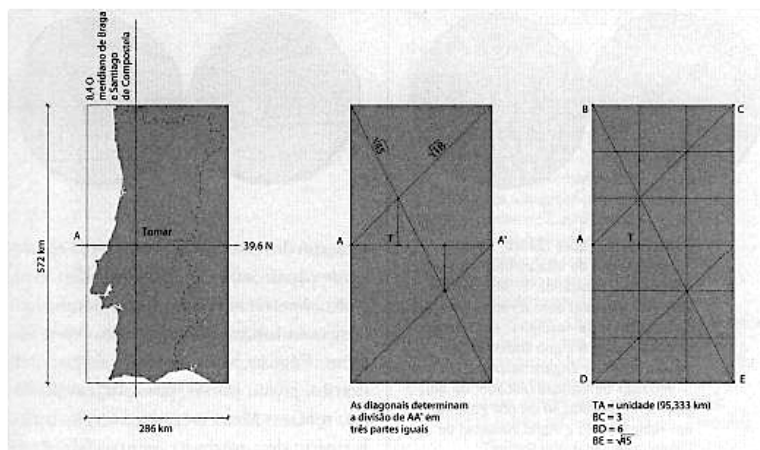 8,4 O
meridiano de Braga
e Santiago
de Compostela
572 km
A
Tomar
39,6 N
286 km
√45
√18
A
T
A'
As diagonais determinam
a divisão de AA' em
três partes iguais
B
C
A
T
D
E
TA = unidade (95,333 km)
BC = 3
BD = 6
BE = √45